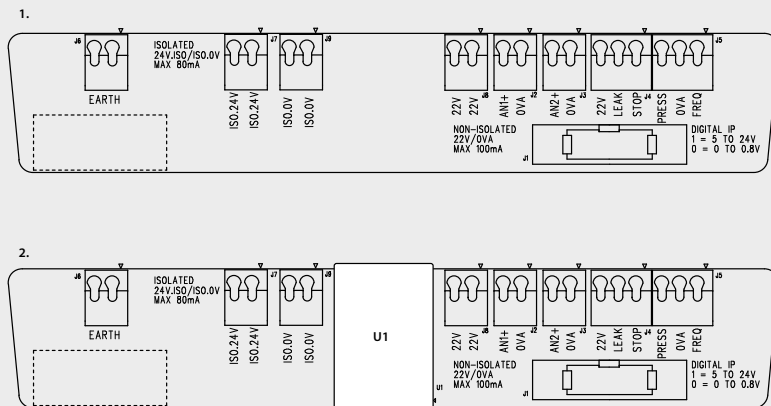 1.
J6
EARTH
ISOLATED
24V.ISO/ISO.0V
MAX 80mA
J7
ISO.24V
ISO.24V
J9
ISO.0V
ISO.0V
J8
22V
22V
J2
AN1+
0VA
J3
AN2+
0VA
J4
22V
LEAK
STOP
J5
PRESS
0VA
FREQ
NON-ISOLATED
22V/0VA
MAX 100mA
J1
DIGITAL IP
1 = 5 TO 24V
0 = 0 TO 0.8V
2.
J6
EARTH
ISOLATED
24V.ISO/ISO.0V
MAX 80mA
J7
ISO.24V
ISO.24V
J9
ISO.0V
ISO.0V
U1
U1
J8
22V
22V
J2
AN1+
0VA
J3
AN2+
0VA
J4
22V
LEAK
STOP
J5
PRESS
0VA
FREQ
NON-ISOLATED
22V/0VA
MAX 100mA
J1
DIGITAL IP
1 = 5 TO 24V
0 = 0 TO 0.8V